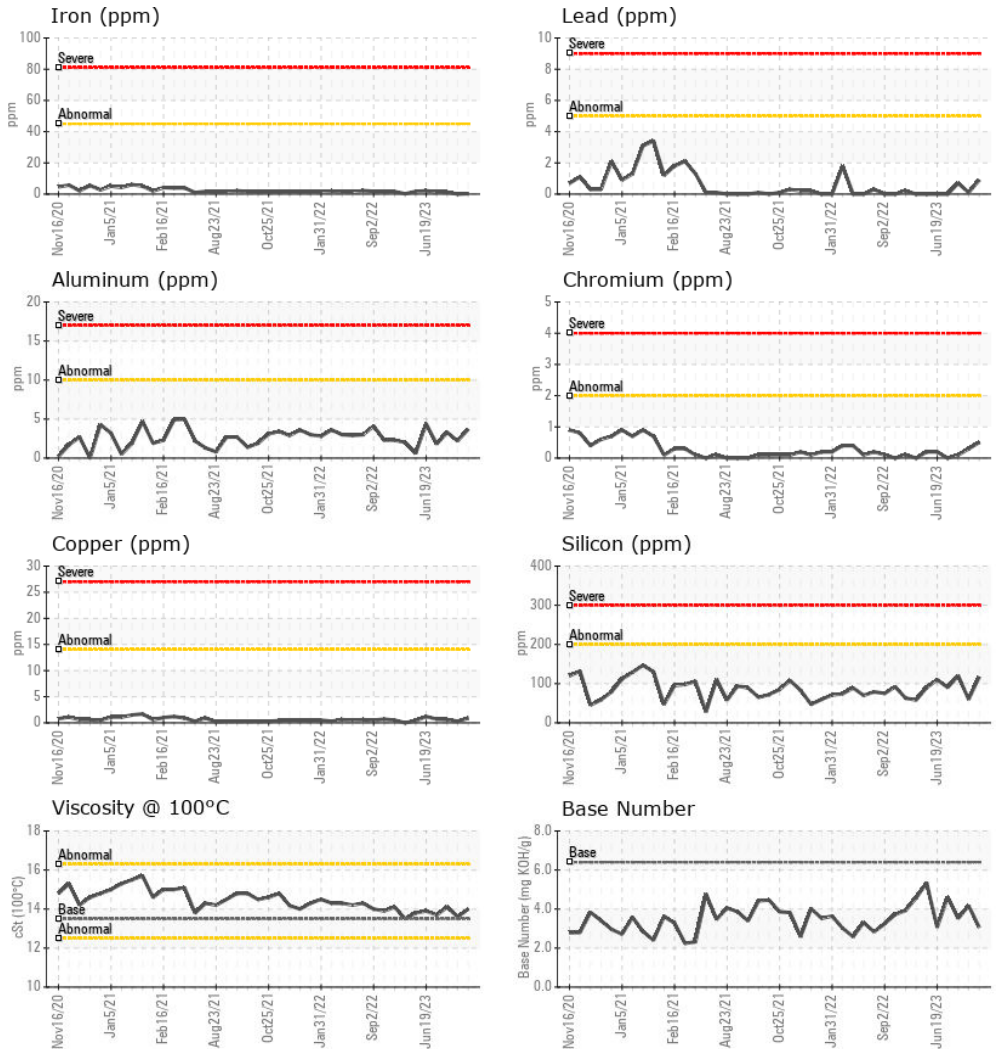 Iron (ppm)
100
80
60
40
20
0
ppm
Severe
Abnormal
Nov16/20
Jan5/21
Feb16/21
Aug23/21
Oct25/21
Jan31/22
Sep2/22
Jun19/23
Lead (ppm)
10
8
6
4
2
0
ppm
Severe
Abnormal
Nov16/20
Jan5/21
Feb16/21
Aug23/21
Oct25/21
Jan31/22
Sep2/22
Jun19/23
Aluminum (ppm)
20
15
10
5
0
ppm
Severe
Abnormal
Nov16/20
Jan5/21
Feb16/21
Aug23/21
Oct25/21
Jan31/22
Sep2/22
Jun19/23
Chromium (ppm)
5
4
3
2
1
0
ppm
Severe
Abnormal
Nov16/20
Jan5/21
Feb16/21
Aug23/21
Oct25/21
Jan31/22
Sep2/22
Jun19/23
Copper (ppm)
30
25
20
15
10
5
0
ppm
Severe
Abnormal
Nov16/20
Jan5/21
Feb16/21
Aug23/21
Oct25/21
Jan31/22
Sep2/22
Jun19/23
Silicon (ppm)
400
300
200
100
0
ppm
Severe
Abnormal
Nov16/20
Jan5/21
Feb16/21
Aug23/21
Oct25/21
Jan31/22
Sep2/22
Jun19/23
Viscosity @ 100°C
18
16
14
12
10
cSt (100°C)
Abnormal
Base
Abnormal
Nov16/20
Jan5/21
Feb16/21
Aug23/21
Oct25/21
Jan31/22
Sep2/22
Jun19/23
Base Number
8.0
6.0
4.0
2.0
0.0
Base Number (mg KOH/g)
Base
Nov16/20
Jan5/21
Feb16/21
Aug23/21
Oct25/21
Jan31/22
Sep2/22
Jun19/23